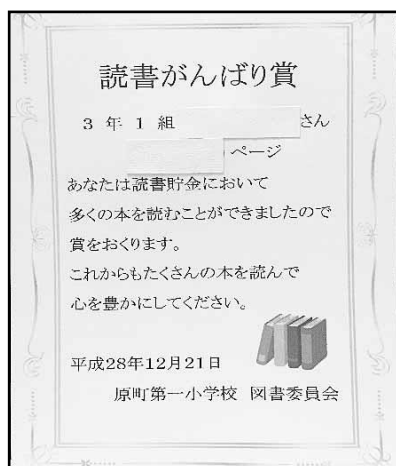 読書がんばり賞
3 年 1 組 さん
ページ
あなたは読書貯金において
多くの本を読むことができましたので
賞をおくります。
これからもたくさんの本を読んで
心を豊かにしてください。
平成28年12月21日
原町第一小学校 図書委員会